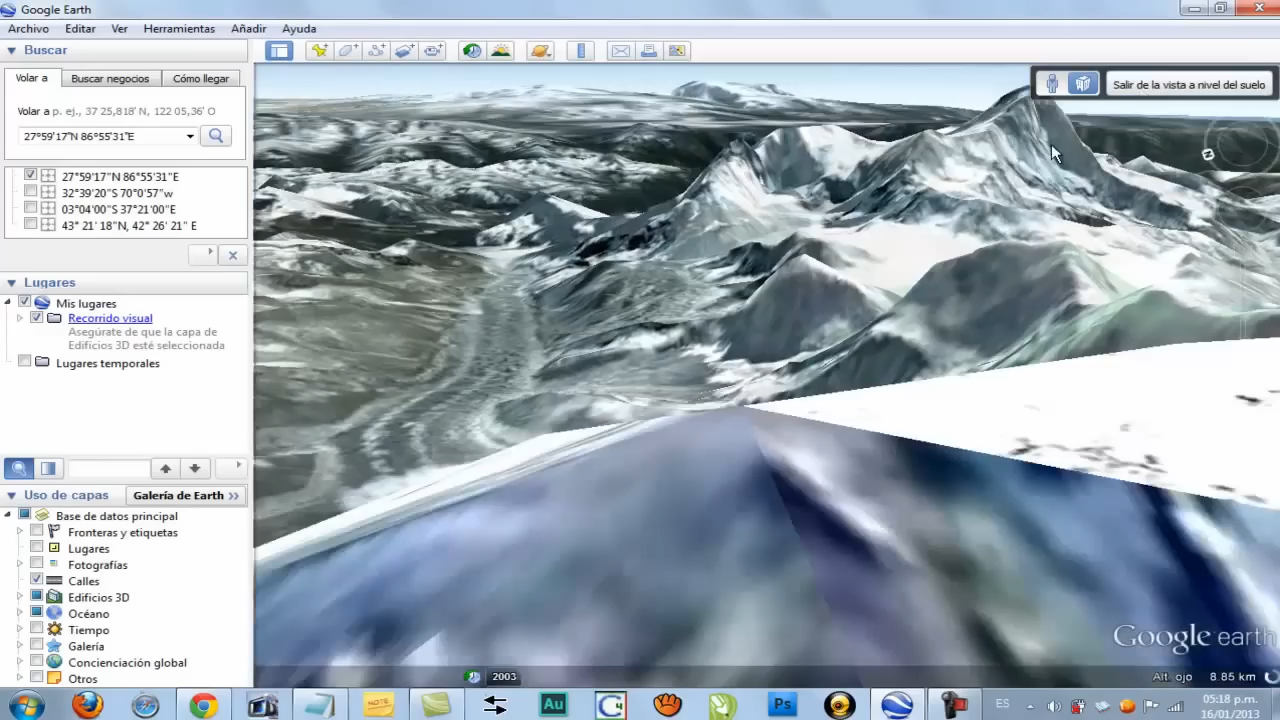 Google Earth
Archivo Editar Ver Herramientas Añadir Ayuda
Buscar
Volar a Buscar negocios Cómo llegar
Volar a p. ej., 37 25,818' N, 122 05,36' O
27°59'17"N 86°55'31"E
27°59'17"N 86°55'31"E
32°39'20"S 70°0'57"w
03°04'00"S 37°21'00"E
43° 21' 18"N, 42° 26' 21" E
Lugares
Mis lugares
Recorrido visual
Asegúrate de que la capa de
Edificios 3D esté seleccionada
Lugares temporales
Uso de capas Galería de Earth >>
Base de datos principal
Fronteras y etiquetas
Lugares
Fotografías
Calles
Edificios 3D
Océano
Tiempo
Galería
Concienciación global
Otros
Salir de la vista a nivel del suelo
Google earth
2003
Alt. ojo 8.85 km
NOTE
Au
C4
Ps
ES
05:18 p.m.
16/01/2013